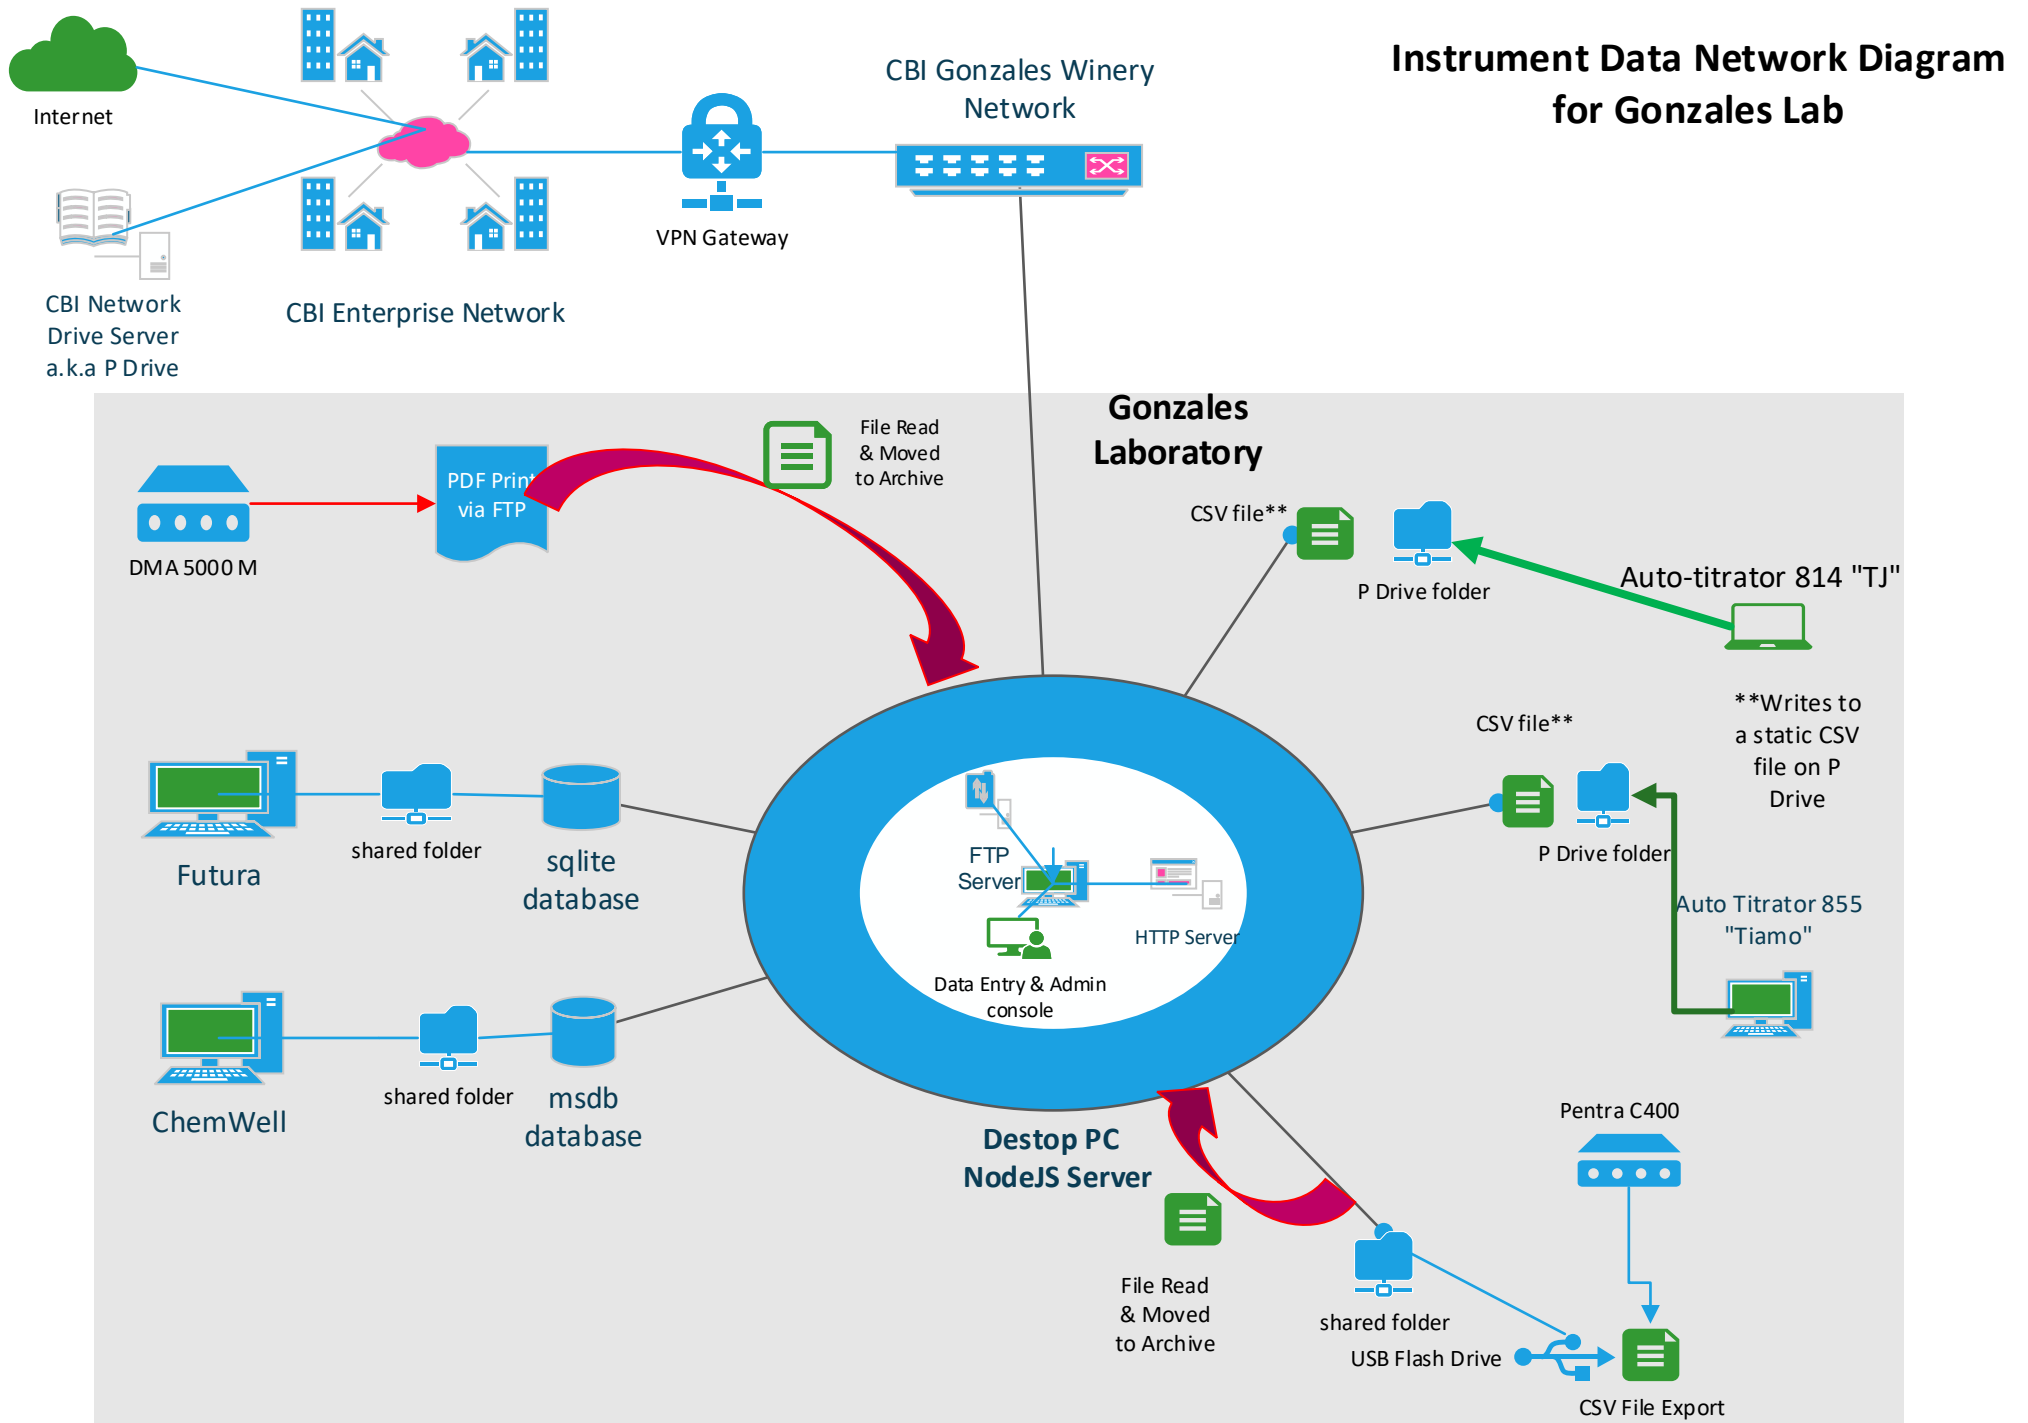 Instrument Data Network Diagram
for Gonzales Lab
Internet
CBI Network
Drive Server
a.k.a P Drive
CBI Enterprise Network
VPN Gateway
CBI Gonzales Winery
Network
Gonzales
Laboratory
DMA 5000 M
PDF Print
via FTP
File Read
& Moved
to Archive
CSV file**
P Drive folder
Auto-titrator 814 "TJ"
**Writes to
a static CSV
file on P
Drive
CSV file**
P Drive folder
Auto Titrator 855
"Tiamo"
Futura
shared folder
sqlite
database
ChemWell
shared folder
msdb
database
FTP
Server
HTTP Server
Data Entry & Admin
console
Destop PC
NodeJS Server
File Read
& Moved
to Archive
Pentra C400
shared folder
USB Flash Drive
CSV File Export